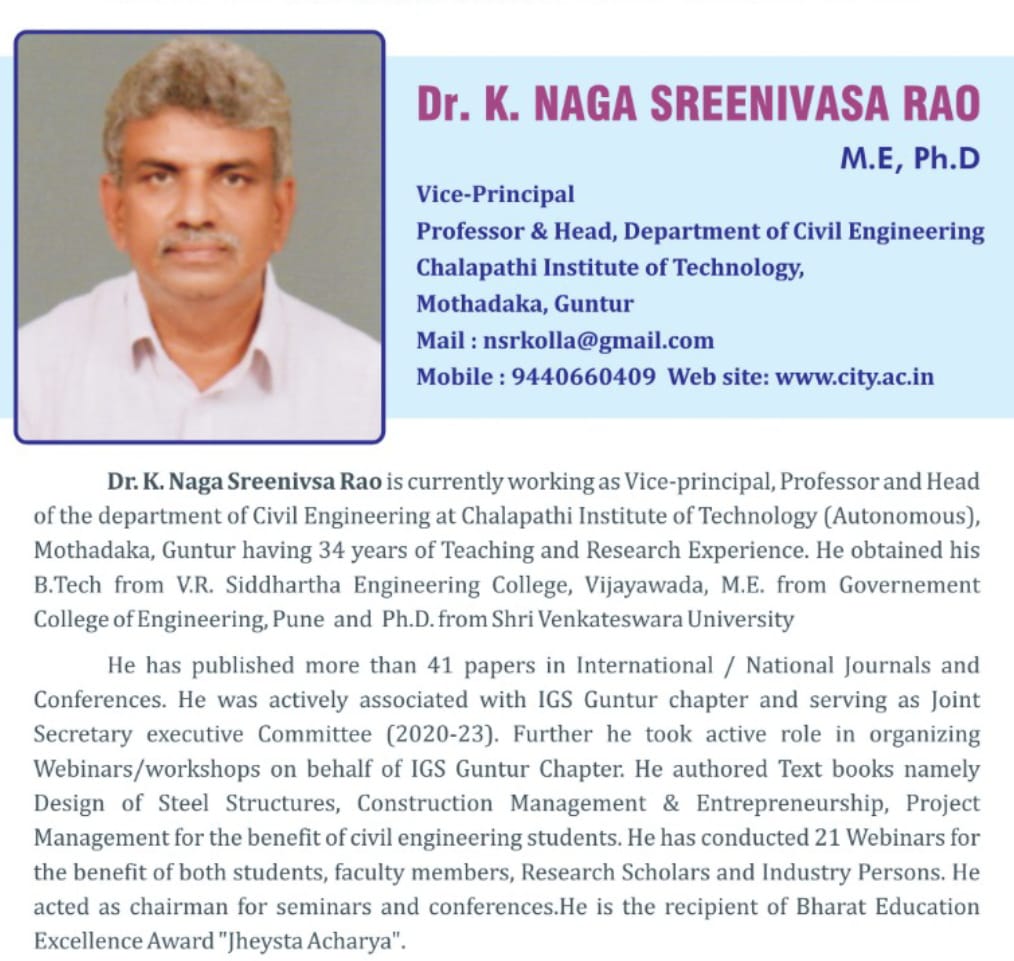 Dr. K. NAGA SREENIVASA RAO
M.E, Ph.D
Vice-Principal
Professor & Head, Department of Civil Engineering
Chalapathi Institute of Technology,
Mothadaka, Guntur
Mail : nsrkolla@gmail.com
Mobile : 9440660409 Web site: www.city.ac.in
Dr. K. Naga Sreenivsa Rao is currently working as Vice-principal, Professor and Head
of the department of Civil Engineering at Chalapathi Institute of Technology (Autonomous),
Mothadaka, Guntur having 34 years of Teaching and Research Experience. He obtained his
B.Tech from V.R. Siddhartha Engineering College, Vijayawada, M.E. from Governement
College of Engineering, Pune and Ph.D. from Shri Venkateswara University
He has published more than 41 papers in International / National Journals and
Conferences. He was actively associated with IGS Guntur chapter and serving as Joint
Secretary executive Committee (2020-23). Further he took active role in organizing
Webinars/workshops on behalf of IGS Guntur Chapter. He authored Text books namely
Design of Steel Structures, Construction Management & Entrepreneurship, Project
Management for the benefit of civil engineering students. He has conducted 21 Webinars for
the benefit of both students, faculty members, Research Scholars and Industry Persons. He
acted as chairman for seminars and conferences.He is the recipient of Bharat Education
Excellence Award "Jheysta Acharya".